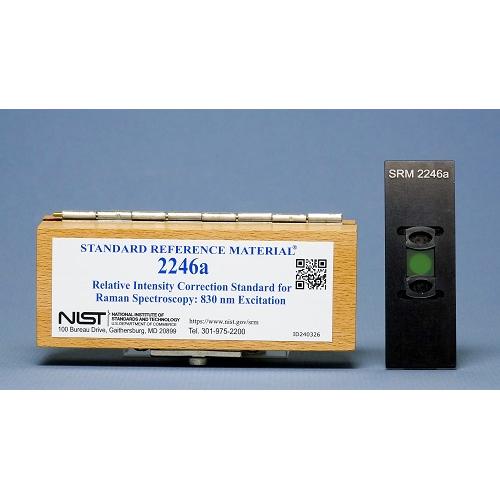 STANDARD REFERENCE MATERIAL®
2246a
Relative Intensity Correction Standard for
Raman Spectroscopy: 830 nm Excitation
NIST NATIONAL INSTITUTE OF
STANDARDS AND TECHNOLOGY
U.S. DEPARTMENT OF COMMERCE
https://www.nist.gov/srm
100 Bureau Drive, Gaithersburg, MD 20899
Tel. 301-975-2200
ID240326
SRM 2246a